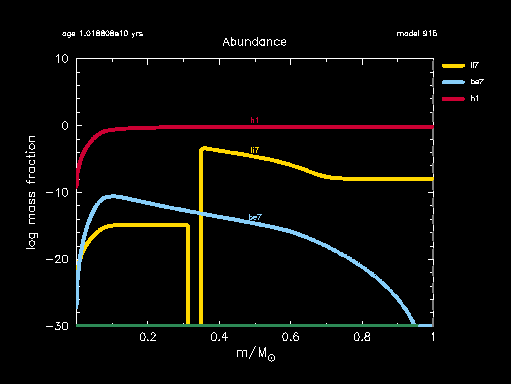 age 1.018808e10 yrs
model 916
Abundance
10
0
−10
−20
−30
log mass fraction
h1
li7
be7
0.2
0.4
0.6
0.8
1
m/M⊙
li7
be7
h1